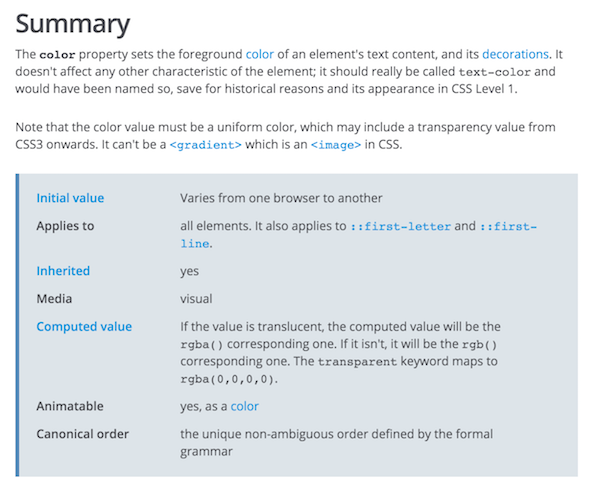 Summary
The color property sets the foreground color of an element's text content, and its decorations. It
doesn't affect any other characteristic of the element; it should really be called text-color and
would have been named so, save for historical reasons and its appearance in CSS Level 1.
Note that the color value must be a uniform color, which may include a transparency value from
CSS3 onwards. It can't be a <gradient> which is an <image> in CSS.
Initial value Varies from one browser to another
Applies to all elements. It also applies to ::first-letter and ::first-
line.
Inherited yes
Media visual
Computed value If the value is translucent, the computed value will be the
rgba() corresponding one. If it isn't, it will be the rgb()
corresponding one. The transparent keyword maps to
rgba(0,0,0,0).
Animatable yes, as a color
Canonical order the unique non-ambiguous order defined by the formal
grammar